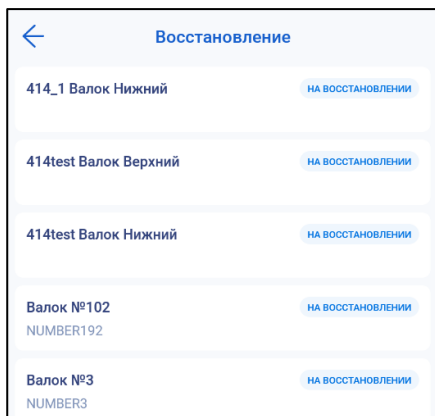 Восстановление
414_1 Валок Нижний НА ВОССТАНОВЛЕНИИ
414test Валок Верхний НА ВОССТАНОВЛЕНИИ
414test Валок Нижний НА ВОССТАНОВЛЕНИИ
Валок №102 НА ВОССТАНОВЛЕНИИ
NUMBER192
Валок №3 НА ВОССТАНОВЛЕНИИ
NUMBER3